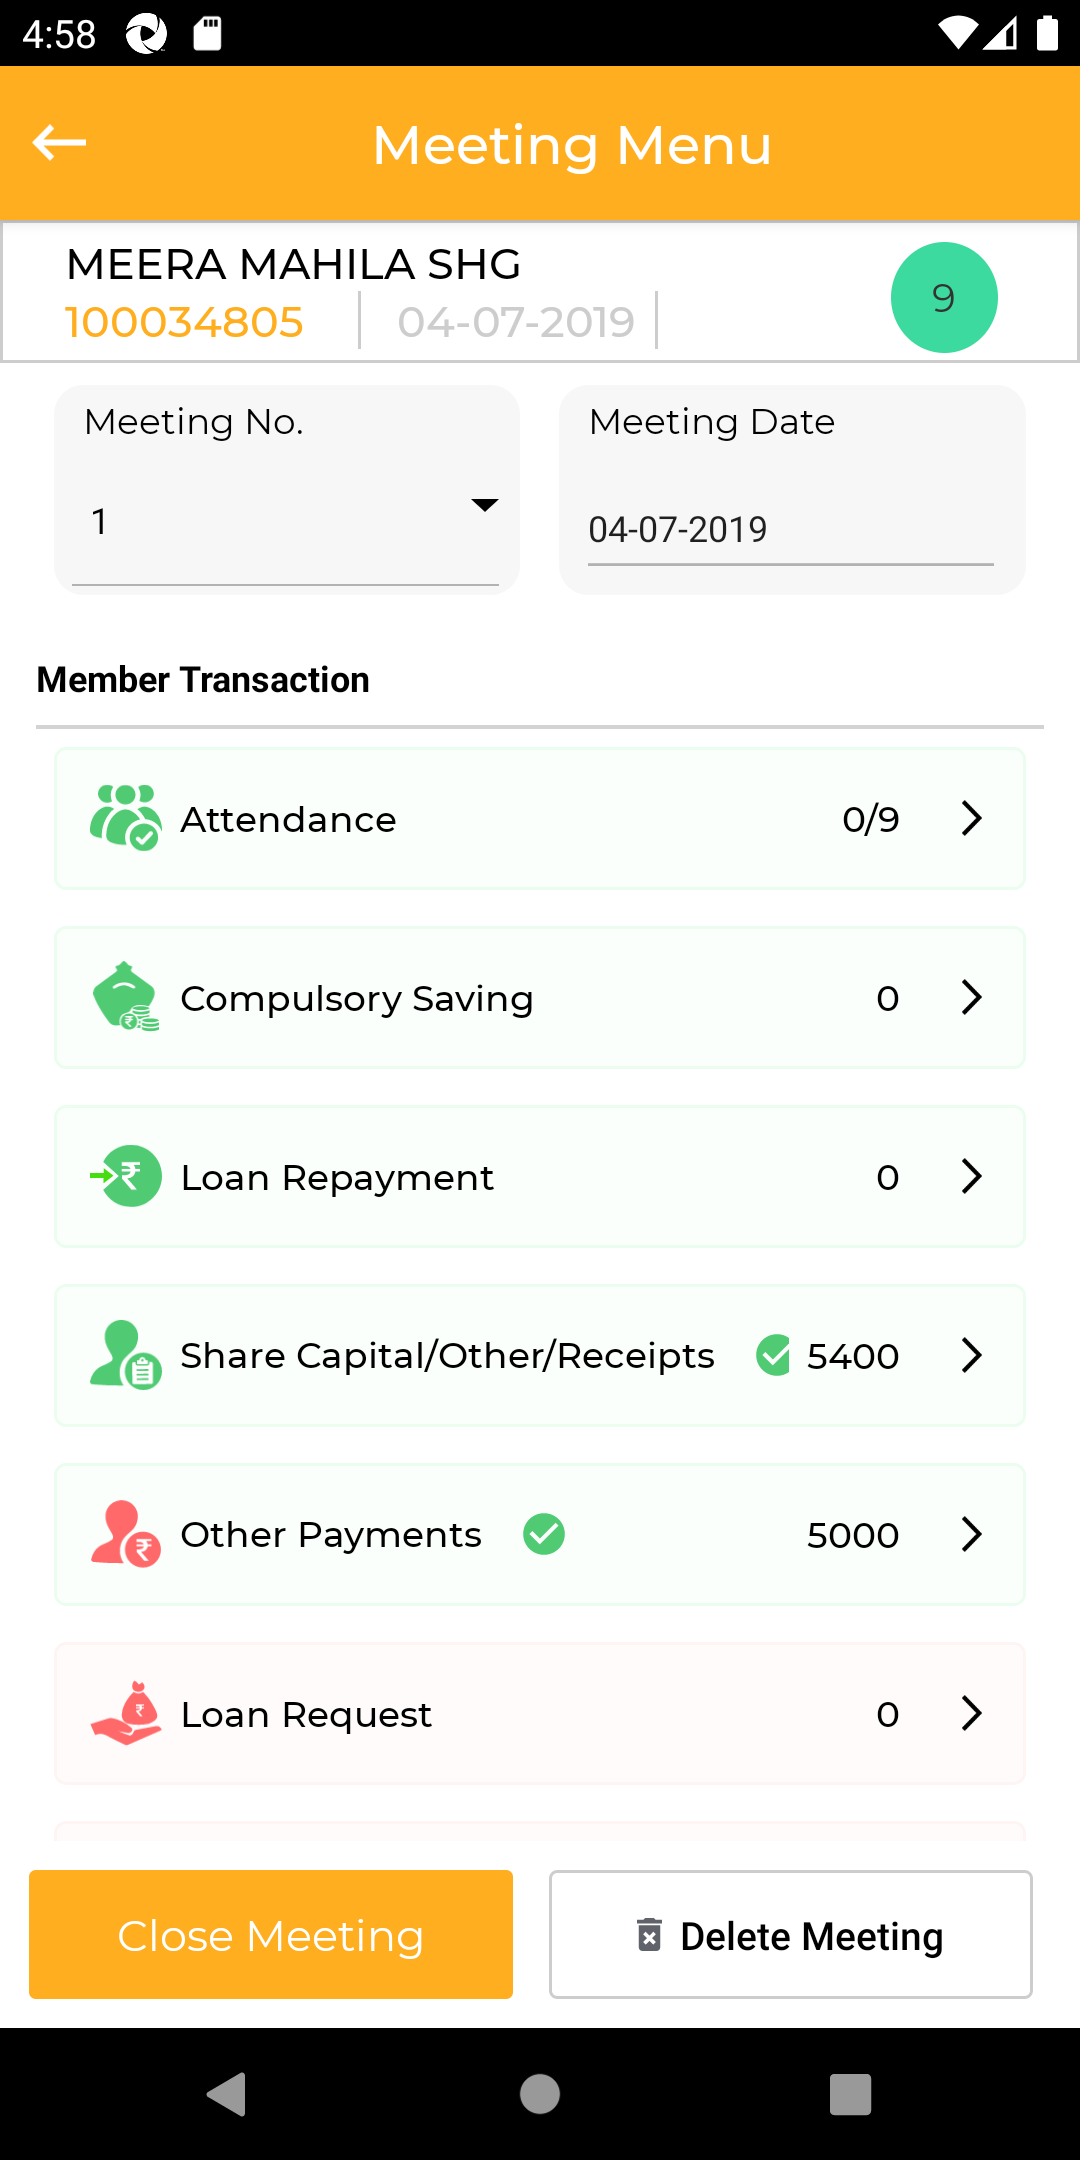 4:58
Meeting Menu
MEERA MAHILA SHG
100034805
04-07-2019
9
Meeting No.
Meeting Date
1
04-07-2019
Member Transaction
Attendance 0/9
Compulsory Saving 0
Loan Repayment 0
Share Capital/Other/Receipts 5400
Other Payments 5000
Loan Request 0
Close Meeting
Delete Meeting